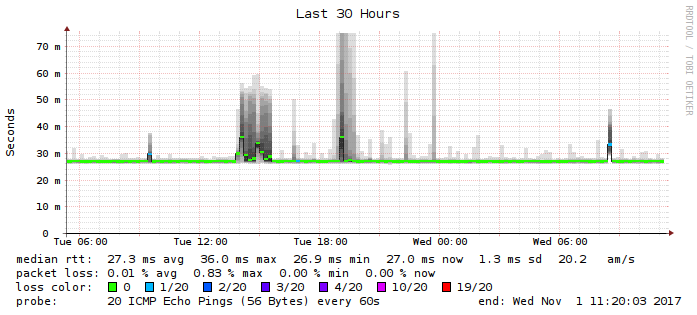 Last 30 Hours
RRDTOOL / TOBI OETIKER
Seconds
70 m
60 m
50 m
40 m
30 m
20 m
10 m
0
Tue 06:00 Tue 12:00 Tue 18:00 Wed 00:00 Wed 06:00
median rtt: 27.3 ms avg 36.0 ms max 26.9 ms min 27.0 ms now 1.3 ms sd 20.2 am/s
packet loss: 0.01 % avg 0.83 % max 0.00 % min 0.00 % now
loss color: 0 1/20 2/20 3/20 4/20 10/20 19/20
probe: 20 ICMP Echo Pings (56 Bytes) every 60s end: Wed Nov 1 11:20:03 2017